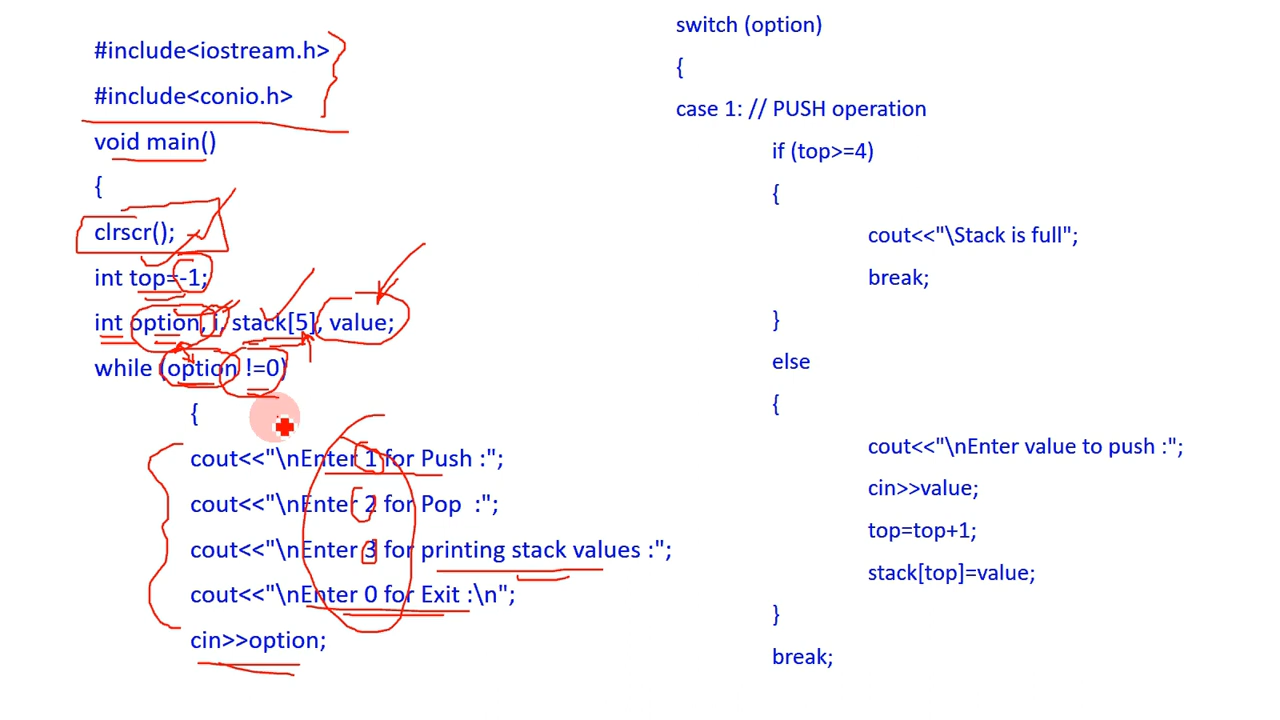 #include<iostream.h>
#include<conio.h>
void main()
{
clrscr();
int top=-1;
int option, i, stack[5], value;
while (option !=0)
{
cout<<"\nEnter 1 for Push :";
cout<<"\nEnter 2 for Pop  :";
cout<<"\nEnter 3 for printing stack values :";
cout<<"\nEnter 0 for Exit :\n";
cin>>option;
switch (option)
{
case 1: // PUSH operation
if (top>=4)
{
cout<<"\Stack is full";
break;
}
else
{
cout<<"\nEnter value to push :";
cin>>value;
top=top+1;
stack[top]=value;
}
break;